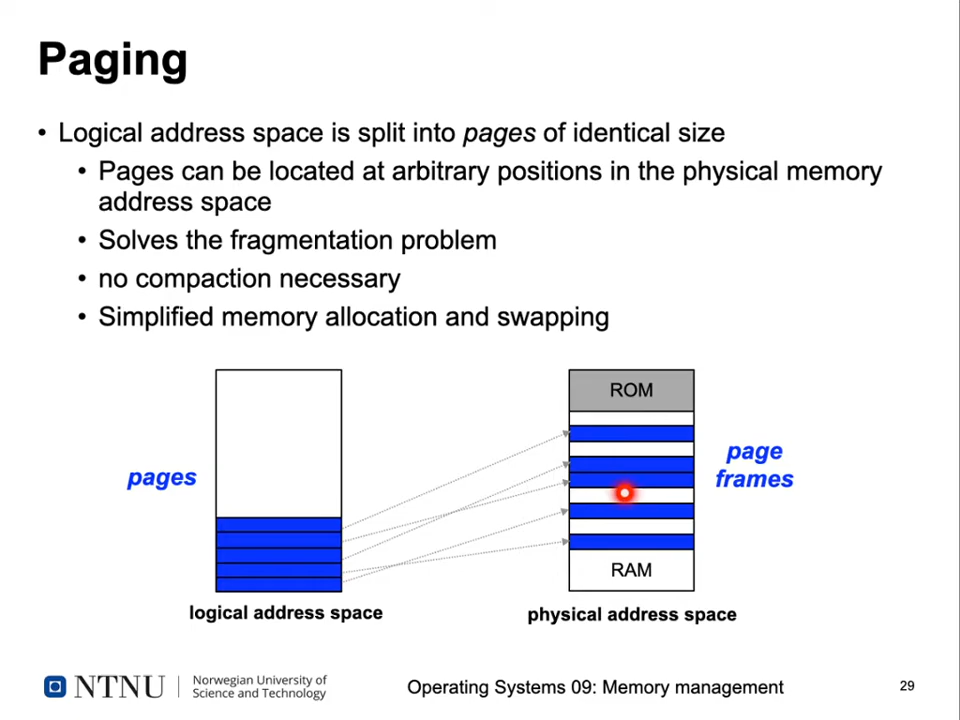 Paging
• Logical address space is split into pages of identical size
• Pages can be located at arbitrary positions in the physical memory
address space
• Solves the fragmentation problem
• no compaction necessary
• Simplified memory allocation and swapping
ROM
page
frames
pages
RAM
logical address space
physical address space
NTNU
Norwegian University of
Science and Technology
Operating Systems 09: Memory management
29